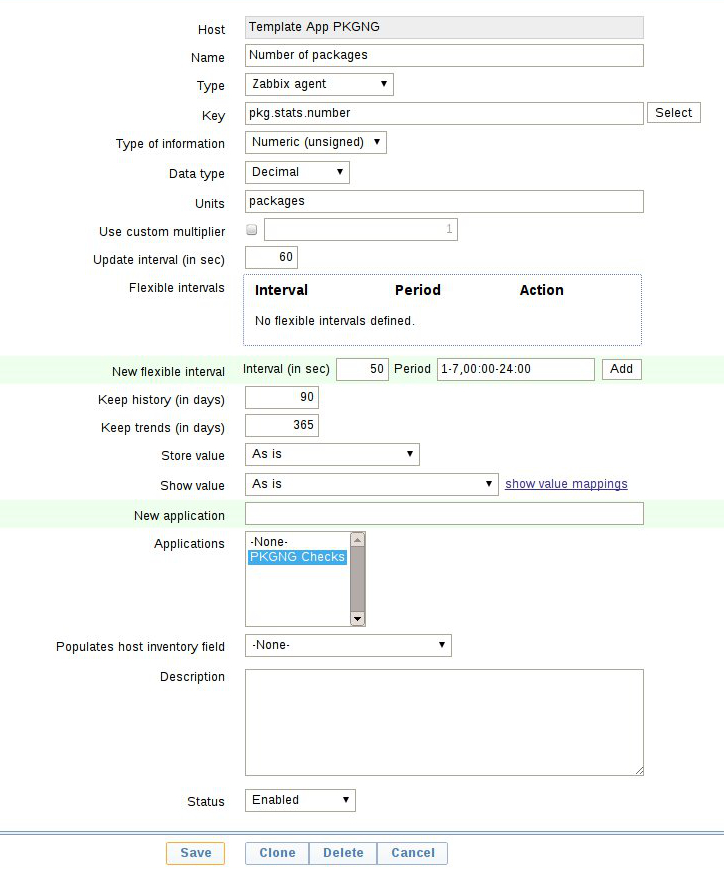 Host Template App PKGNG
Name Number of packages
Type Zabbix agent
Key pkg.stats.number Select
Type of information Numeric (unsigned)
Data type Decimal
Units packages
Use custom multiplier 1
Update interval (in sec) 60
Flexible intervals Interval Period Action
No flexible intervals defined.
New flexible interval Interval (in sec) 50 Period 1-7,00:00-24:00 Add
Keep history (in days) 90
Keep trends (in days) 365
Store value As is
Show value As is show value mappings
New application
Applications -None-
PKGNG Checks
Populates host inventory field -None-
Description
Status Enabled
Save Clone Delete Cancel